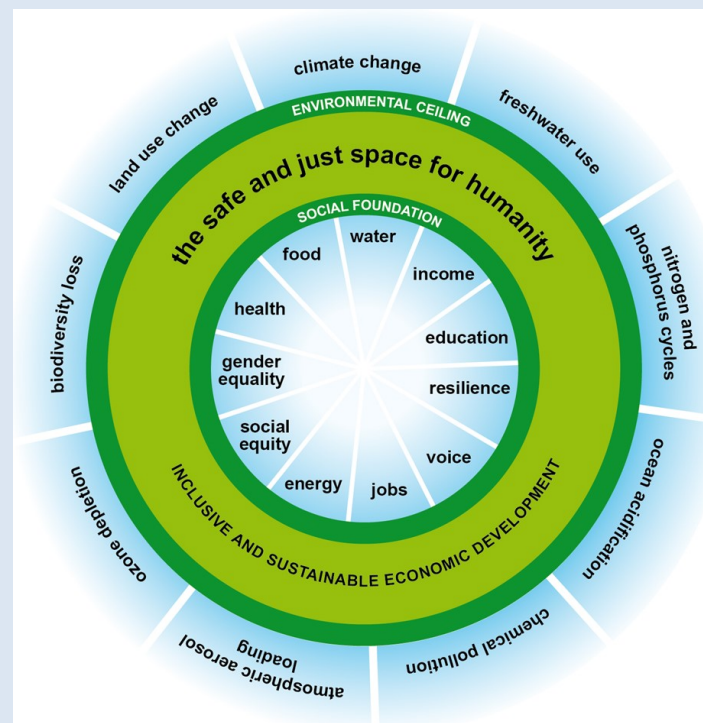 climate change
freshwater use
nitrogen and
phosphorus cycles
ocean acidification
chemical pollution
atmospheric aerosol
loading
ozone depletion
biodiversity loss
land use change
ENVIRONMENTAL CEILING
the safe and just space for humanity
SOCIAL FOUNDATION
water
income
education
resilience
voice
jobs
energy
social
equity
gender
equality
health
food
INCLUSIVE AND SUSTAINABLE ECONOMIC DEVELOPMENT